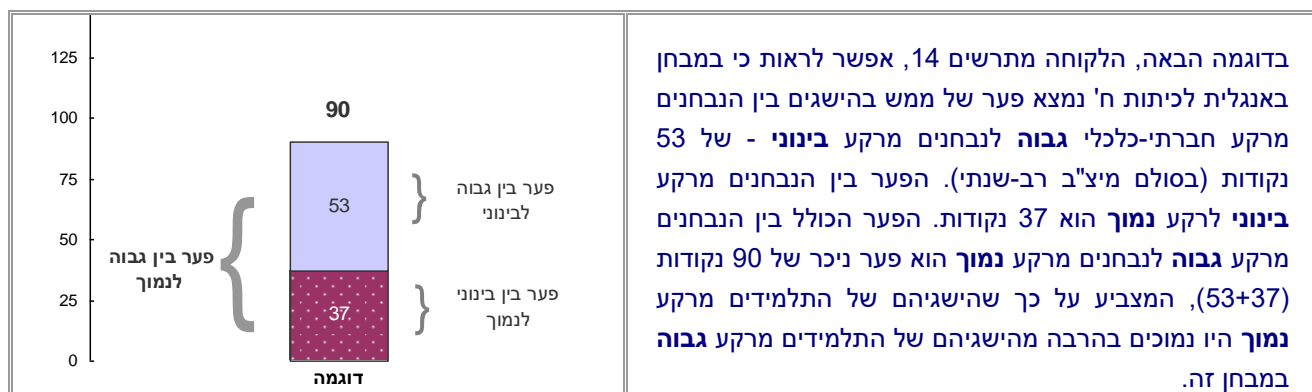 בדוגמה הבאה, הלקוחה מתרשים 14, אפשר לראות כי במבחן
באנגלית לכיתות ח' נמצא פער של ממש בהישגים בין הנבחנים
מרקע חברתי-כלכלי גבוה לנבחנים מרקע בינוני - של 53
נקודות (בסולם מיצ"ב רב-שנתי). הפער בין הנבחנים מרקע
בינוני לרקע נמוך הוא 37 נקודות. הפער הכולל בין הנבחנים
מרקע גבוה לנבחנים מרקע נמוך הוא פער ניכר של 90 נקודות
(53+37), המצביע על כך שהישגיהם של התלמידים מרקע
נמוך היו נמוכים בהרבה מהישגיהם של התלמידים מרקע גבוה
במבחן זה.
125
100
75
50
25
0
90
53
37
פער בין גבוה
לבינוני
פער בין בינוני
לנמוך
פער בין גבוה
לנמוך
דוגמה